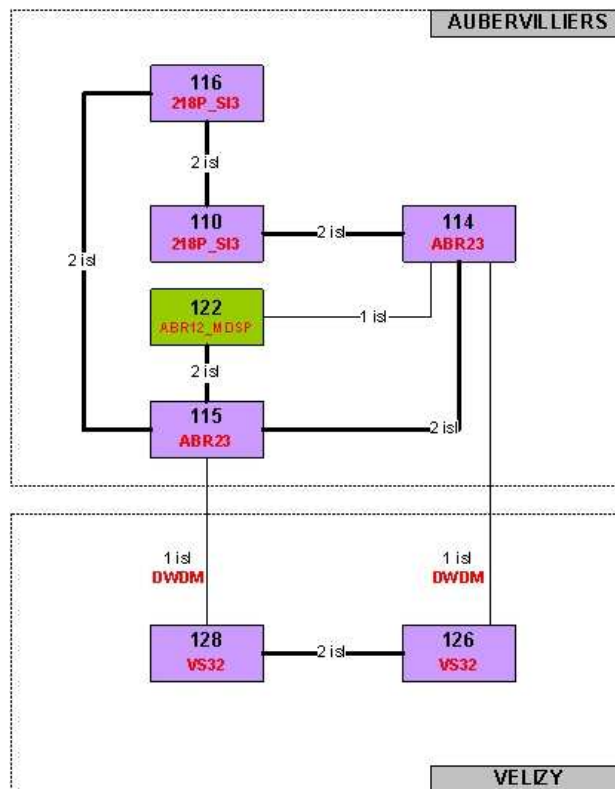 AUBERVILLIERS
116
218P_SI3
2 isl
110
218P_SI3
2 isl
114
ABR23
2 isl
122
ABR12_MDSP
1 isl
2 isl
115
ABR23
2 isl
1 isl
DWDM
1 isl
DWDM
128
VS32
2 isl
126
VS32
VELIZY